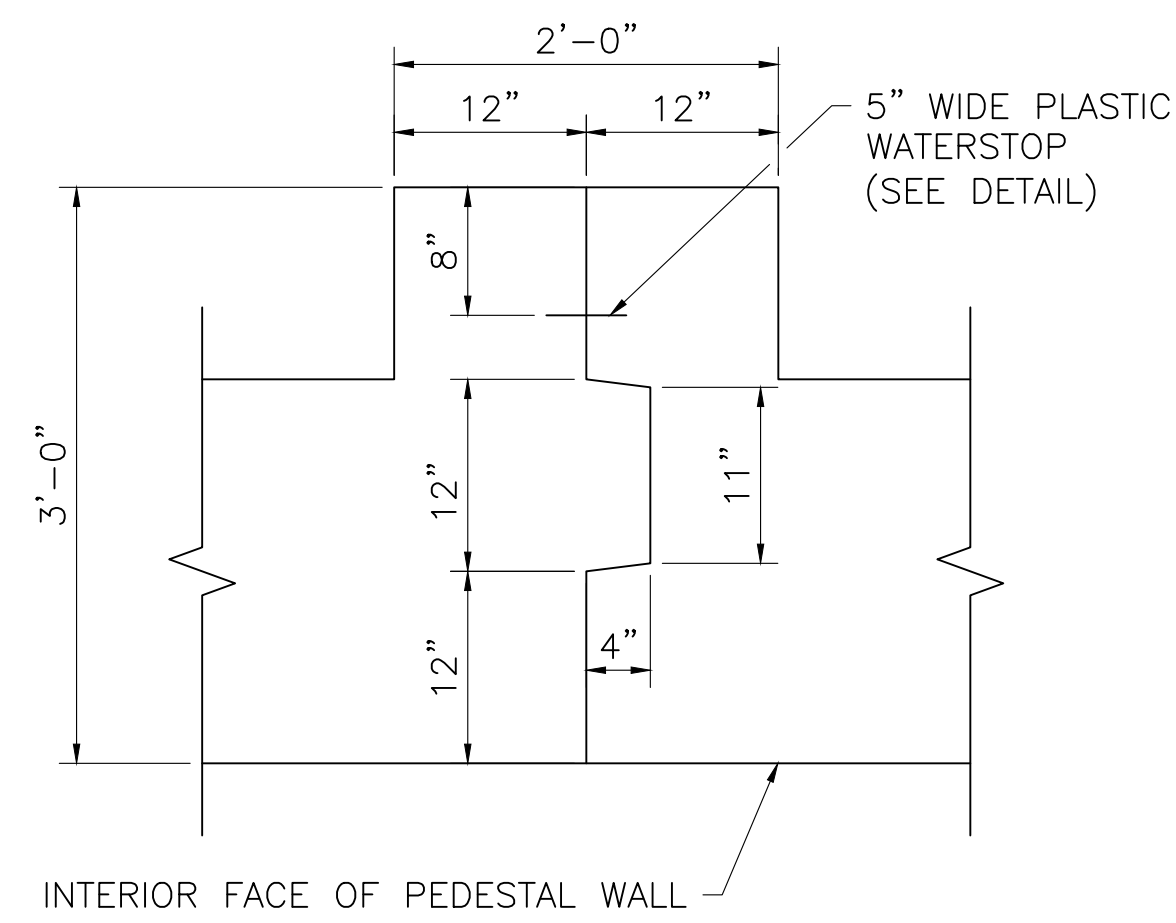 2'-0"
12" 12"
5" WIDE PLASTIC
WATERSTOP
(SEE DETAIL)
8"
3'-0"
12"
11"
12"
4"
INTERIOR FACE OF PEDESTAL WALL